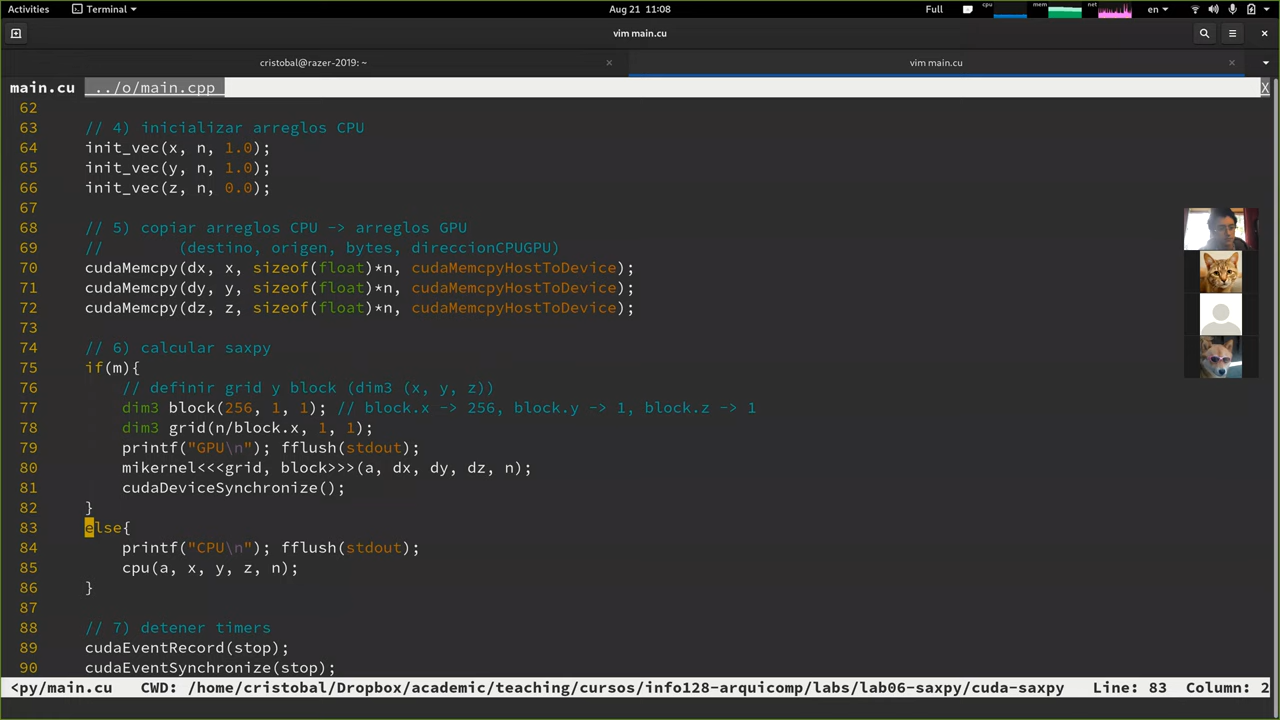 Activities Terminal Aug 21 11:08 Full cpu mem net en
vim main.cu
cristobal@razer-2019: ~ × vim main.cu ×
main.cu ../o/main.cpp X
62
63 // 4) inicializar arreglos CPU
64 init_vec(x, n, 1.0);
65 init_vec(y, n, 1.0);
66 init_vec(z, n, 0.0);
67
68 // 5) copiar arreglos CPU -> arreglos GPU
69 // (destino, origen, bytes, direccionCPUGPU)
70 cudaMemcpy(dx, x, sizeof(float)*n, cudaMemcpyHostToDevice);
71 cudaMemcpy(dy, y, sizeof(float)*n, cudaMemcpyHostToDevice);
72 cudaMemcpy(dz, z, sizeof(float)*n, cudaMemcpyHostToDevice);
73
74 // 6) calcular saxpy
75 if(m){
76 // definir grid y block (dim3 (x, y, z))
77 dim3 block(256, 1, 1); // block.x -> 256, block.y -> 1, block.z -> 1
78 dim3 grid(n/block.x, 1, 1);
79 printf("GPU\n"); fflush(stdout);
80 mikernel<<<grid, block>>>(a, dx, dy, dz, n);
81 cudaDeviceSynchronize();
82 }
83 else{
84 printf("CPU\n"); fflush(stdout);
85 cpu(a, x, y, z, n);
86 }
87
88 // 7) detener timers
89 cudaEventRecord(stop);
90 cudaEventSynchronize(stop);
<py/main.cu CWD: /home/cristobal/Dropbox/academic/teaching/cursos/info128-arquicomp/labs/lab06-saxpy/cuda-saxpy Line: 83 Column: 2